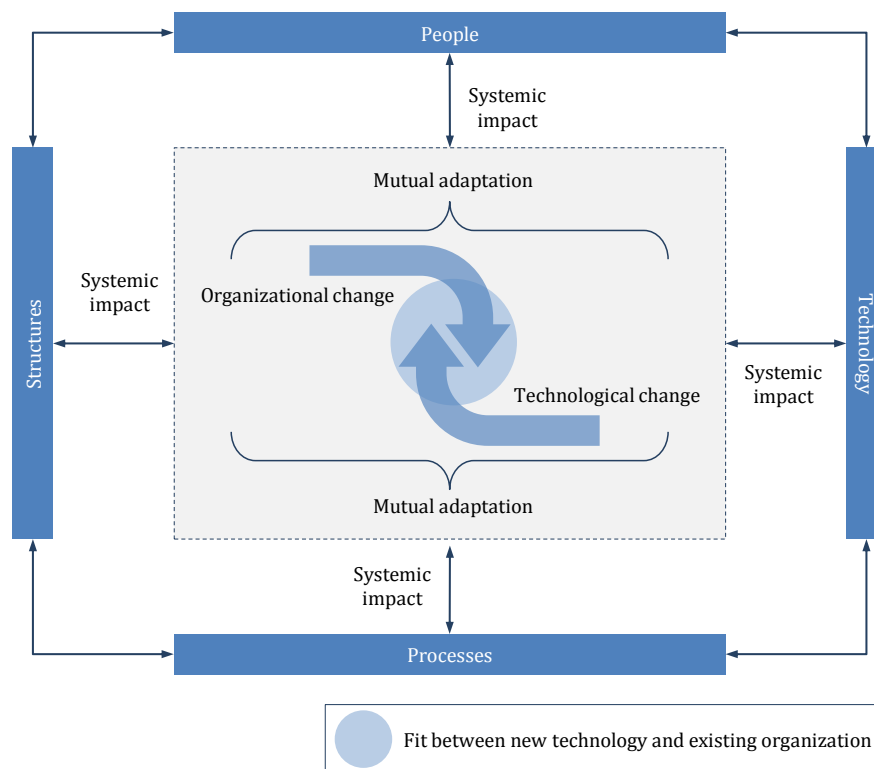 People
Systemic
impact
Mutual adaptation
Systemic
impact
Organizational change
Structures
Technology
Systemic
impact
Technological change
Mutual adaptation
Systemic
impact
Processes
Fit between new technology and existing organization